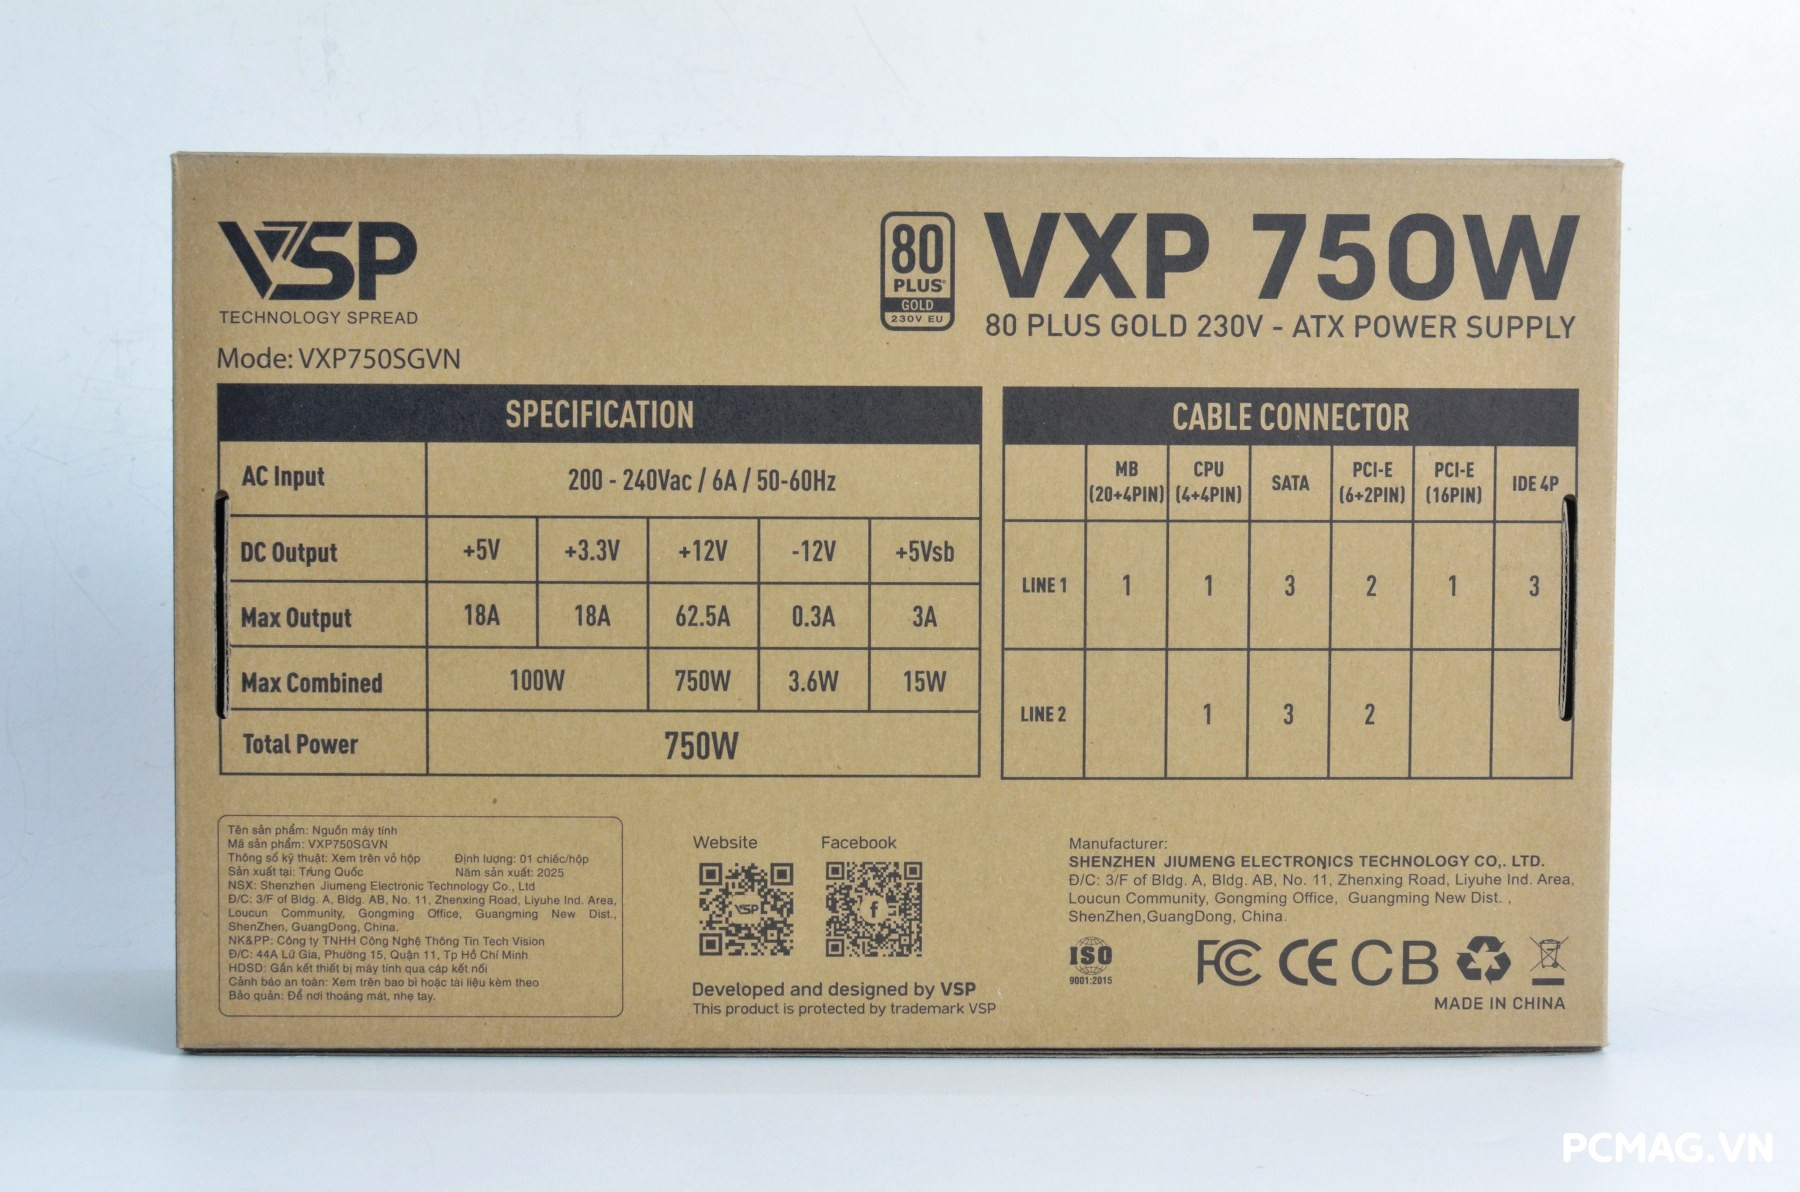 VSP
TECHNOLOGY SPREAD
Mode: VXP750SGVN
80
PLUS
GOLD
230V EU
VXP 750W
80 PLUS GOLD 230V - ATX POWER SUPPLY
SPECIFICATION
AC Input 200 - 240Vac / 6A / 50-60Hz
DC Output +5V +3.3V +12V -12V +5Vsb
Max Output 18A 18A 62.5A 0.3A 3A
Max Combined 100W 750W 3.6W 15W
Total Power 750W
CABLE CONNECTOR
MB (20+4PIN) CPU (4+4PIN) SATA PCI-E (6+2PIN) PCI-E (16PIN) IDE 4P
LINE 1 1 1 3 2 1 3
LINE 2 1 3 2
Tên sản phẩm: Nguồn máy tính
Mã sản phẩm: VXP750SGVN
Thông số kỹ thuật: Xem trên vỏ hộp Định lượng: 01 chiếc/hộp
Sản xuất tại: Trung Quốc Năm sản xuất: 2025
NSX: Shenzhen Jiumeng Electronic Technology Co., Ltd
Đ/C: 3/F of Bldg. A, Bldg. AB, No. 11, Zhenxing Road, Liyuhe Ind. Area,
Loucun Community, Gongming Office, Guangming New Dist.,
ShenZhen, GuangDong, China.
NK&PP: Công ty TNHH Công Nghệ Thông Tin Tech Vision
Đ/C: 44A Lữ Gia, Phường 15, Quận 11, Tp Hồ Chí Minh
HDSD: Gắn kết thiết bị máy tính qua cáp kết nối
Cảnh báo an toàn: Xem trên bao bì hoặc tài liệu kèm theo
Bảo quản: Để nơi thoáng mát, nhẹ tay.
Website Facebook
VSP f
Developed and designed by VSP
This product is protected by trademark VSP
Manufacturer:
SHENZHEN JIUMENG ELECTRONICS TECHNOLOGY CO,. LTD.
Đ/C: 3/F of Bldg. A, Bldg. AB, No. 11, Zhenxing Road, Liyuhe Ind. Area,
Loucun Community, Gongming Office, Guangming New Dist. ,
ShenZhen,GuangDong, China.
ISO
9001:2015
FC CE CB
MADE IN CHINA
PCMAG.VN